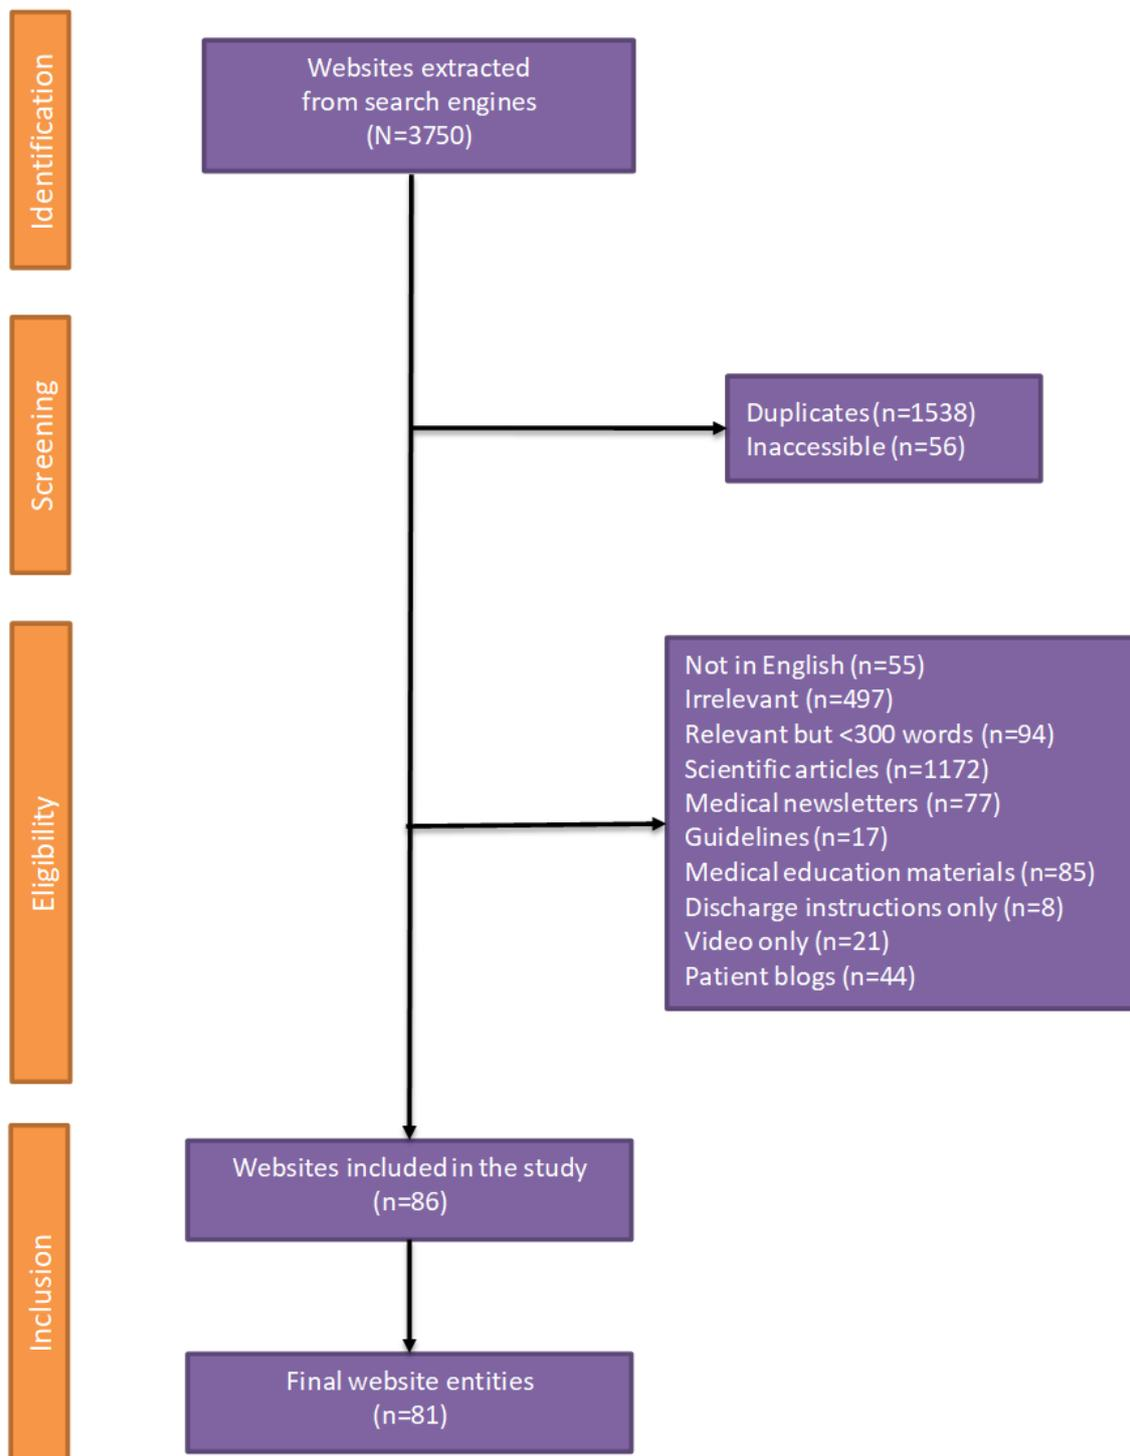 Identification
Websites extracted
from search engines
(N=3750)
Screening
Duplicates (n=1538)
Inaccessible (n=56)
Eligibility
Not in English (n=55)
Irrelevant (n=497)
Relevant but <300 words (n=94)
Scientific articles (n=1172)
Medical newsletters (n=77)
Guidelines (n=17)
Medical education materials (n=85)
Discharge instructions only (n=8)
Video only (n=21)
Patient blogs (n=44)
Inclusion
Websites included in the study
(n=86)
Final website entities
(n=81)